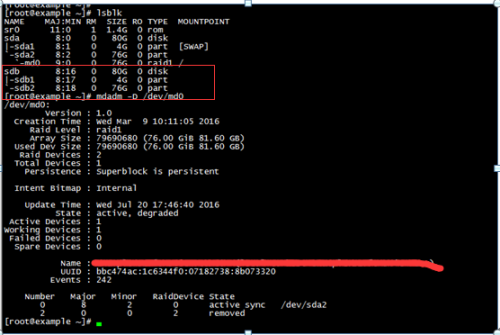 [root@example ~]# lsblk
NAME MAJ:MIN RM SIZE RO TYPE MOUNTPOINT
sr0 11:0 1 1.4G 0 rom
sda 8:0 0 80G 0 disk
|-sda1 8:1 0 4G 0 part [SWAP]
`-sda2 8:2 0 76G 0 part
`-md0 9:0 0 76G 0 raid1 /
sdb 8:16 0 80G 0 disk
|-sdb1 8:17 0 4G 0 part
`-sdb2 8:18 0 76G 0 part
[root@example ~]# mdadm -D /dev/md0
/dev/md0:
Version : 1.0
Creation Time : Wed Mar 9 10:11:05 2016
Raid Level : raid1
Array Size : 79690680 (76.00 GiB 81.60 GB)
Used Dev Size : 79690680 (76.00 GiB 81.60 GB)
Raid Devices : 2
Total Devices : 1
Persistence : Superblock is persistent
Intent Bitmap : Internal
Update Time : Wed Jul 20 17:46:40 2016
State : active, degraded
Active Devices : 1
Working Devices : 1
Failed Devices : 0
Spare Devices : 0
Name :
UUID : bbc474ac:1c6344f0:07182738:8b073320
Events : 242
Number Major Minor RaidDevice State
0 8 2 0 active sync /dev/sda2
2 0 0 2 removed
[root@example ~]#